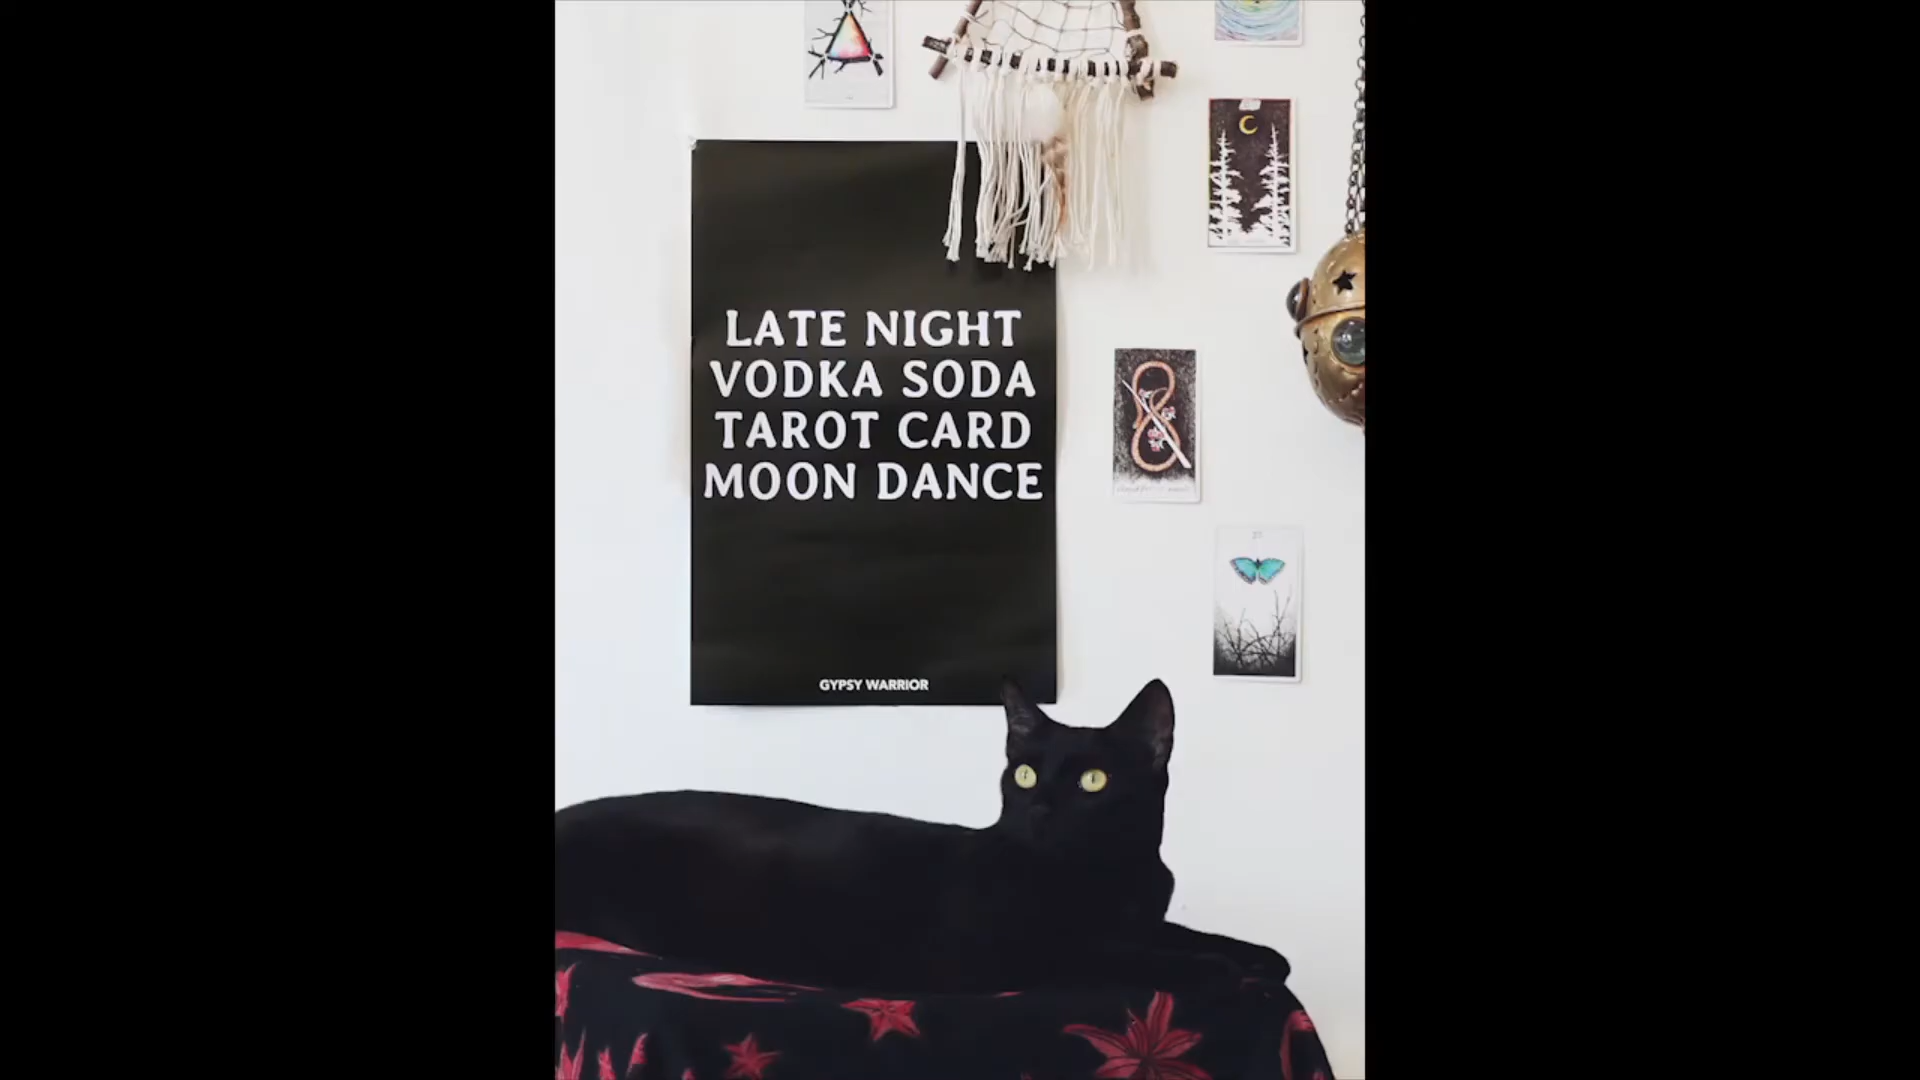 LATE NIGHT
VODKA SODA
TAROT CARD
MOON DANCE
GYPSY WARRIOR